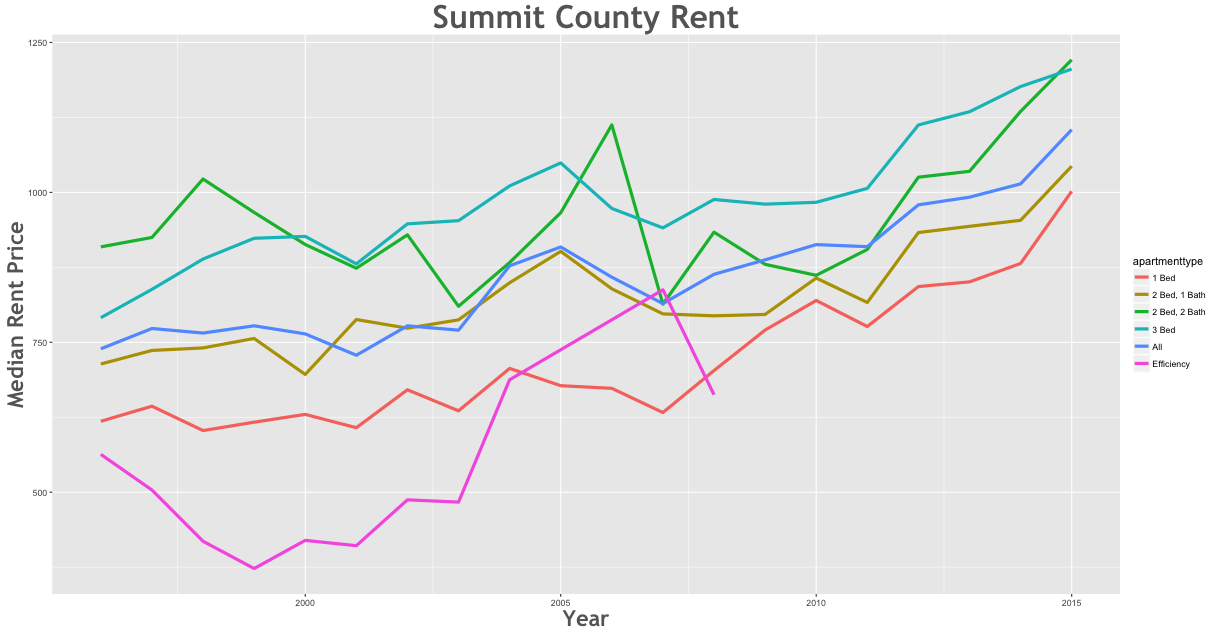 Summit County Rent
Median Rent Price
1250
1000
750
500
2000
2005
2010
2015
Year
apartmenttype
1 Bed
2 Bed, 1 Bath
2 Bed, 2 Bath
3 Bed
All
Efficiency